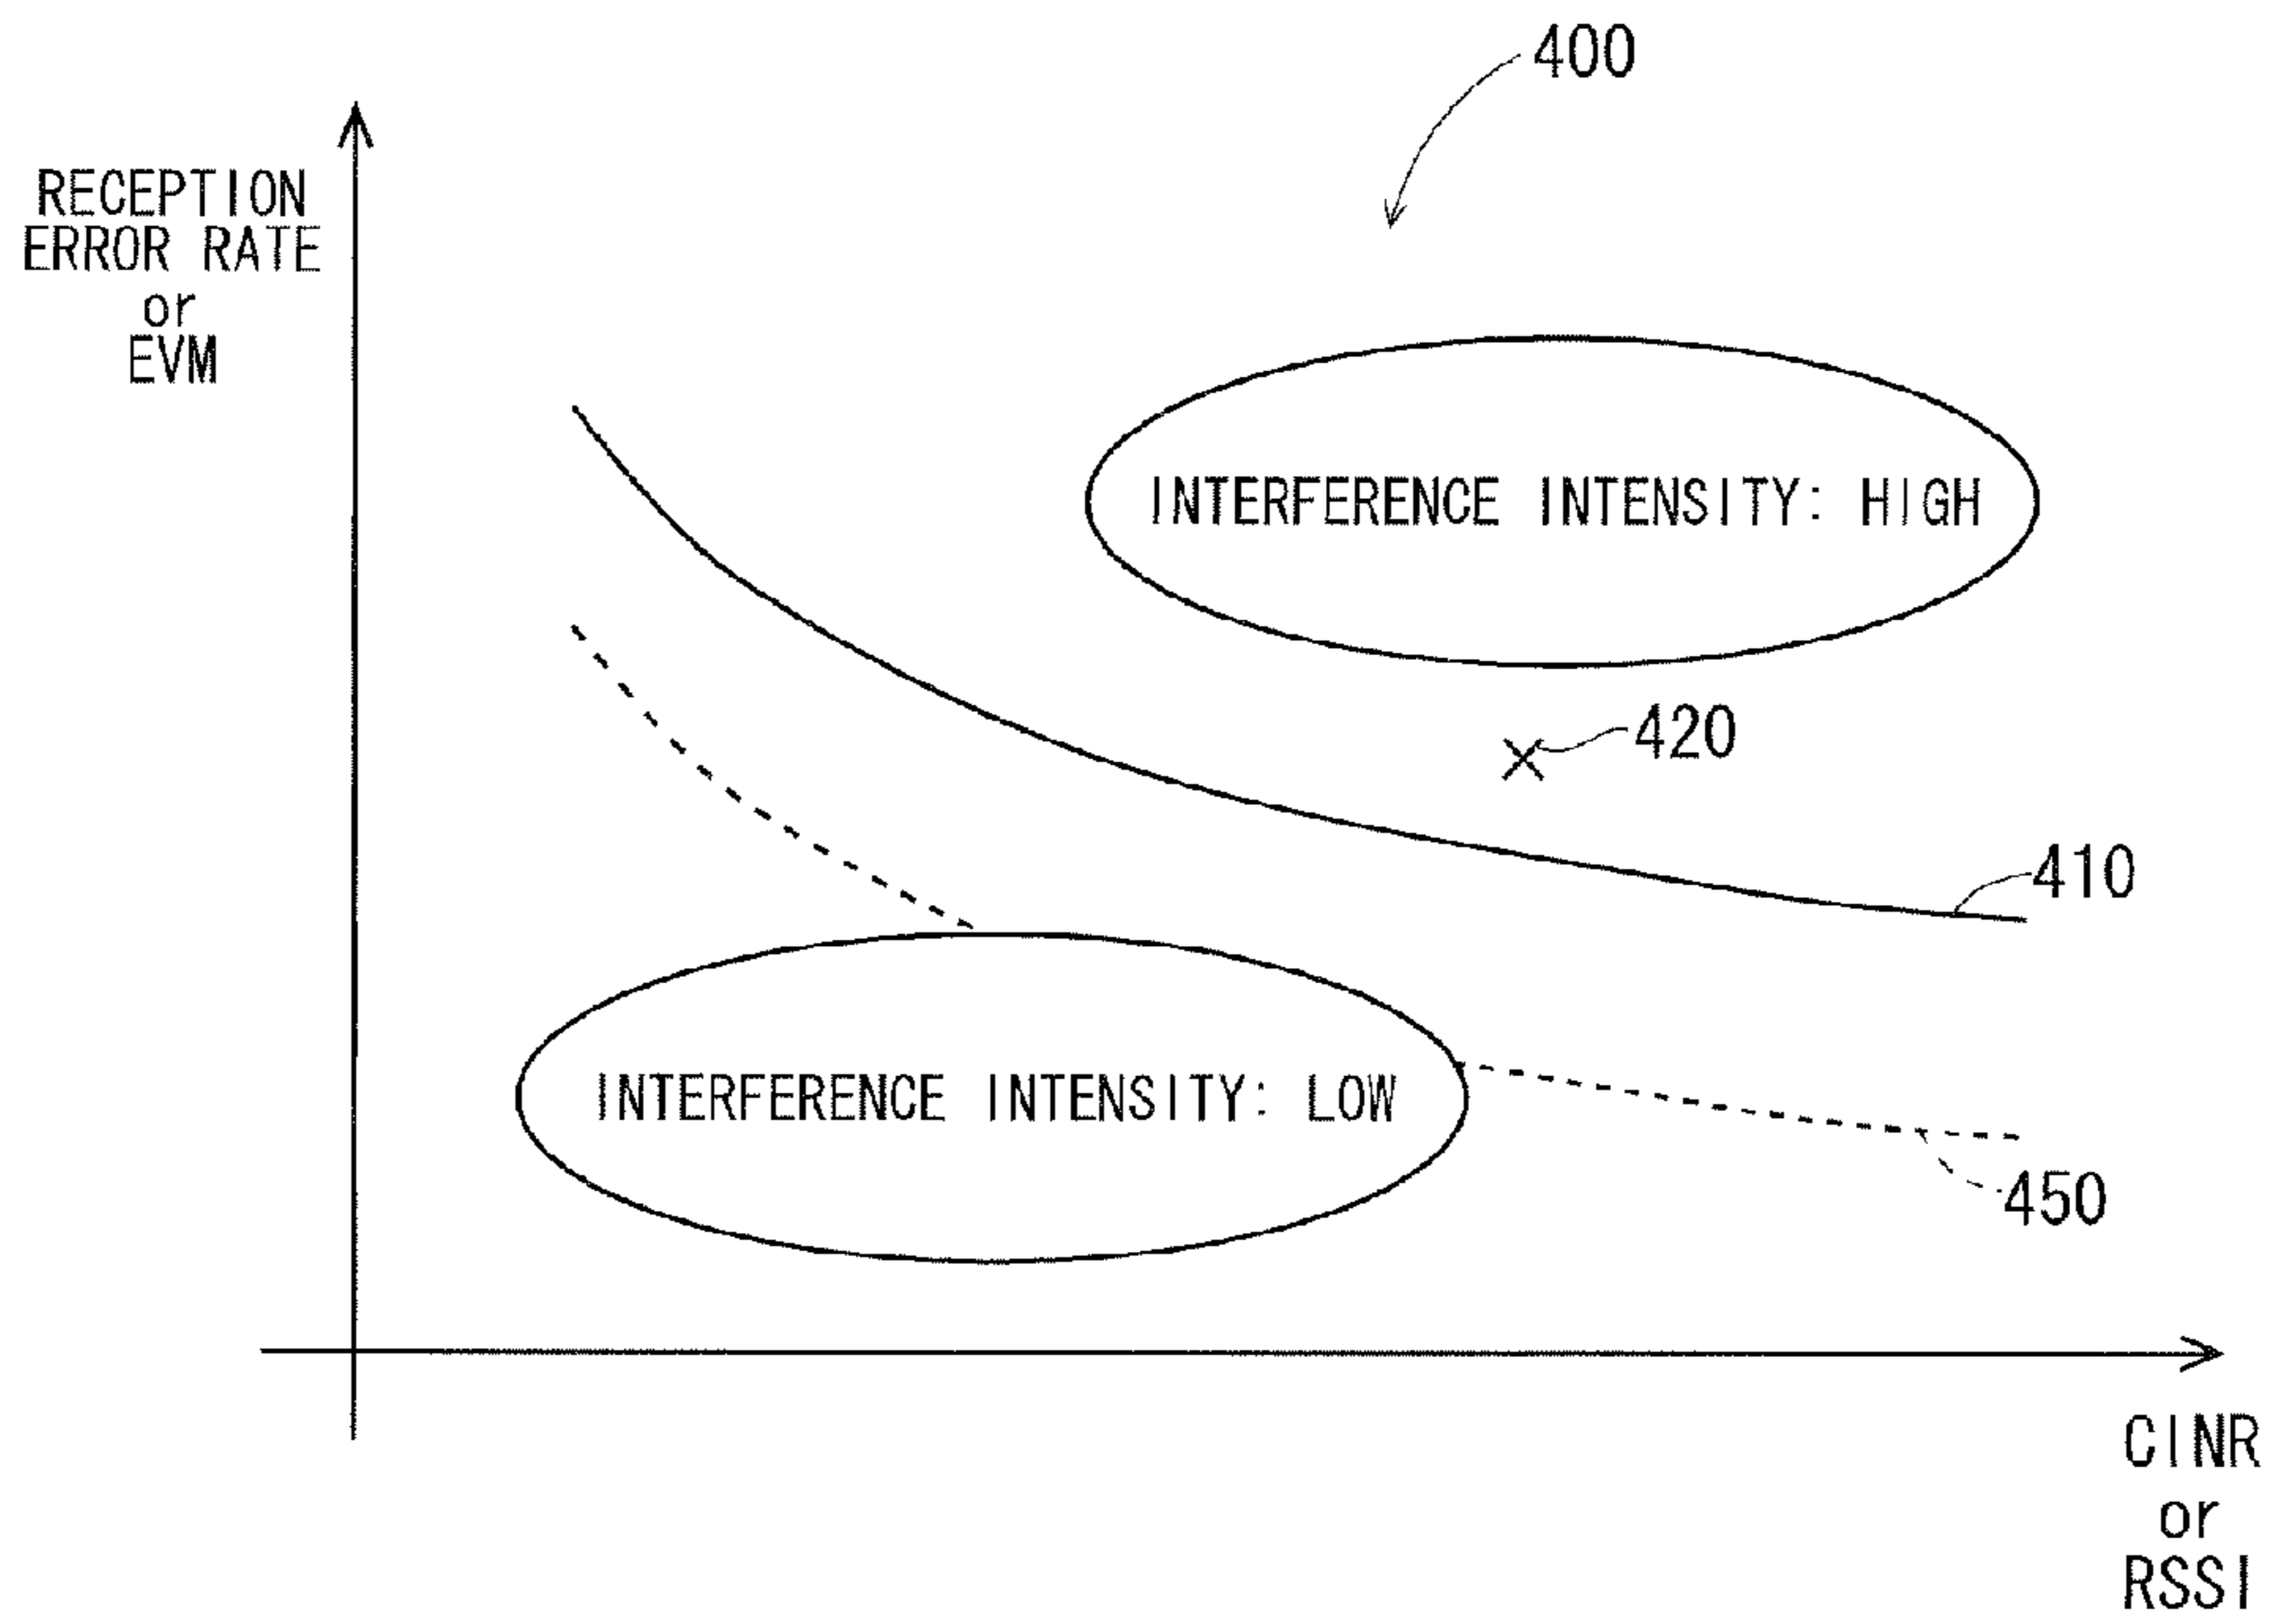 400
RECEPTION
ERROR RATE
or
EVM
INTERFERENCE INTENSITY: HIGH
420
410
INTERFERENCE INTENSITY: LOW
450
CINR
or
RSSI